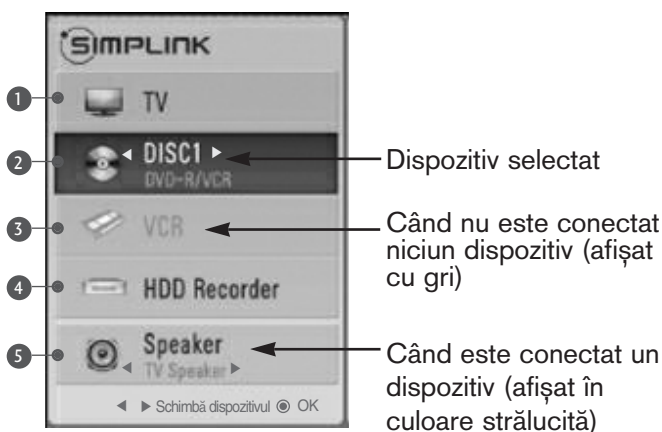 SIMPLINK
1 TV
2 DISC1
DVD-R/VCR
Dispozitiv selectat
3 VCR
Când nu este conectat
niciun dispozitiv (afișat
cu gri)
4 HDD Recorder
5 Speaker
TV Speaker
Când este conectat un
dispozitiv (afișat în
culoare strălucită)
◄ ► Schimbă dispozitivul ◉ OK